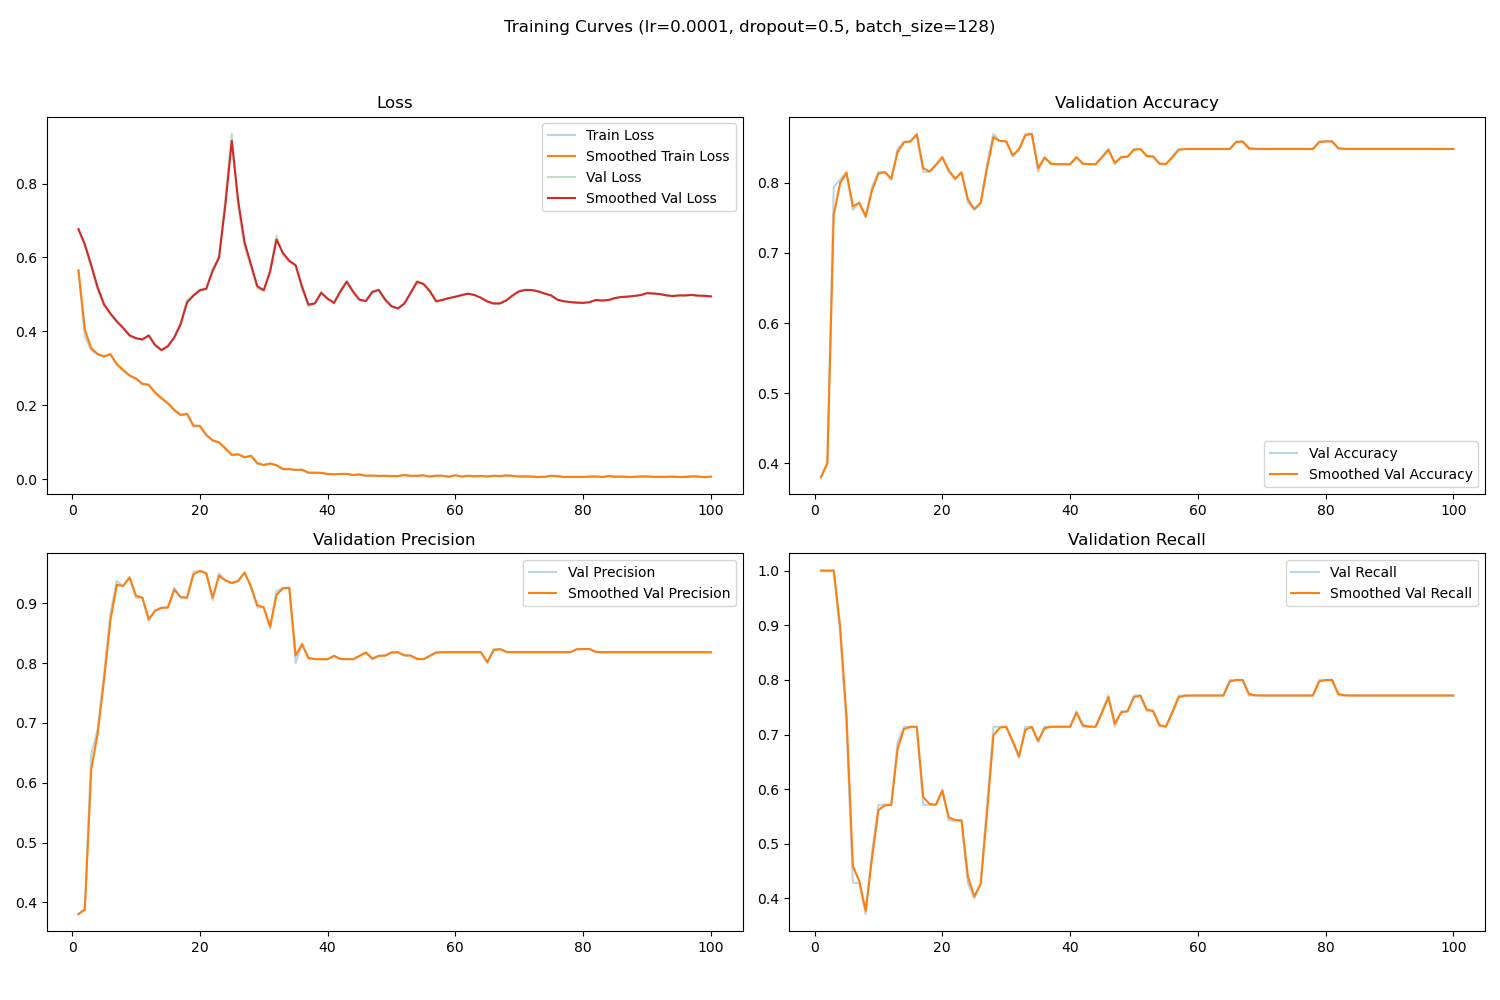 Training Curves (lr=0.0001, dropout=0.5, batch_size=128)
Loss
Train Loss
Smoothed Train Loss
Val Loss
Smoothed Val Loss
0.8
0.6
0.4
0.2
0.0
0 20 40 60 80 100
Validation Accuracy
0.8
0.7
0.6
0.5
0.4
Val Accuracy
Smoothed Val Accuracy
0 20 40 60 80 100
Validation Precision
Val Precision
Smoothed Val Precision
0.9
0.8
0.7
0.6
0.5
0.4
0 20 40 60 80 100
Validation Recall
Val Recall
Smoothed Val Recall
1.0
0.9
0.8
0.7
0.6
0.5
0.4
0 20 40 60 80 100